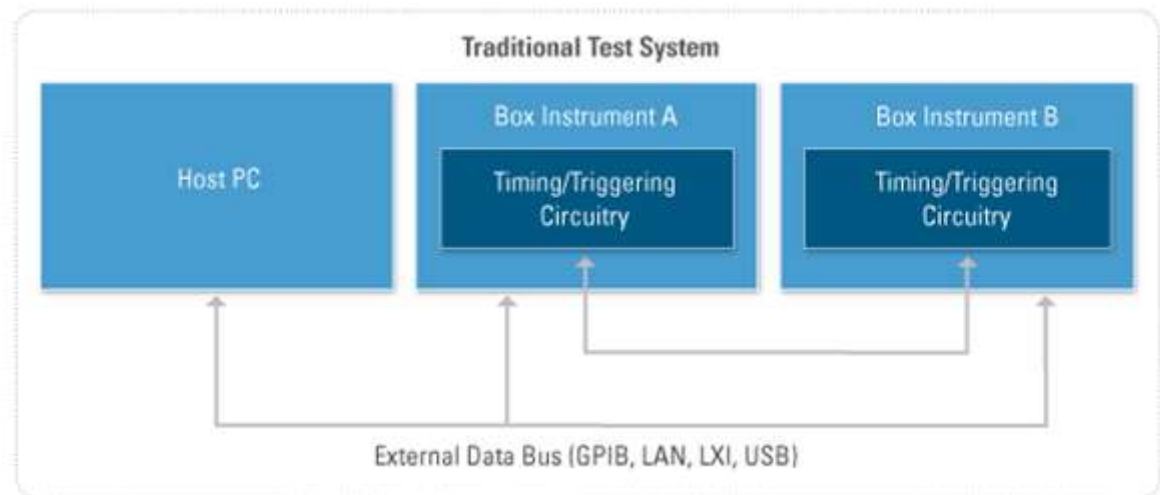 Traditional Test System
Host PC
Box Instrument A
Timing/Triggering
Circuitry
Box Instrument B
Timing/Triggering
Circuitry
External Data Bus (GPIB, LAN, LXI, USB)